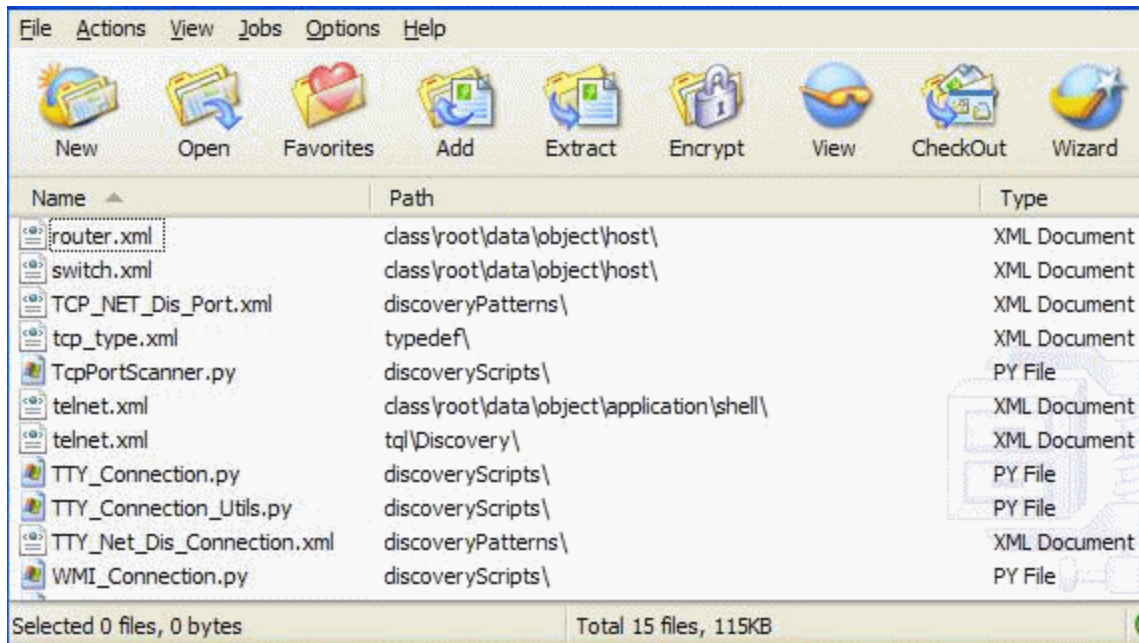 File Actions View Jobs Options Help
New Open Favorites Add Extract Encrypt View CheckOut Wizard
Name Path Type
router.xml class\root\data\object\host\ XML Document
switch.xml class\root\data\object\host\ XML Document
TCP_NET_Dis_Port.xml discoveryPatterns\ XML Document
tcp_type.xml typedef\ XML Document
TcpPortScanner.py discoveryScripts\ PY File
telnet.xml class\root\data\object\application\shell\ XML Document
telnet.xml tql\Discovery\ XML Document
TTY_Connection.py discoveryScripts\ PY File
TTY_Connection_Utils.py discoveryScripts\ PY File
TTY_Net_Dis_Connection.xml discoveryPatterns\ XML Document
WMI_Connection.py discoveryScripts\ PY File
Selected 0 files, 0 bytes Total 15 files, 115KB